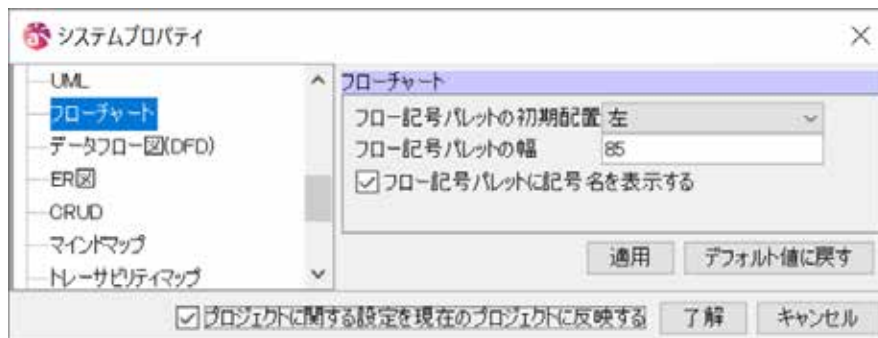 システムプロパティ
UML
フローチャート
データフロー図(DFD)
ER図
CRUD
マインドマップ
トレーサビリティマップ
フローチャート
フロー記号パレットの初期配置 左
フロー記号パレットの幅 85
フロー記号パレットに記号名を表示する
適用 デフォルト値に戻す
プロジェクトに関する設定を現在のプロジェクトに反映する 了解 キャンセル